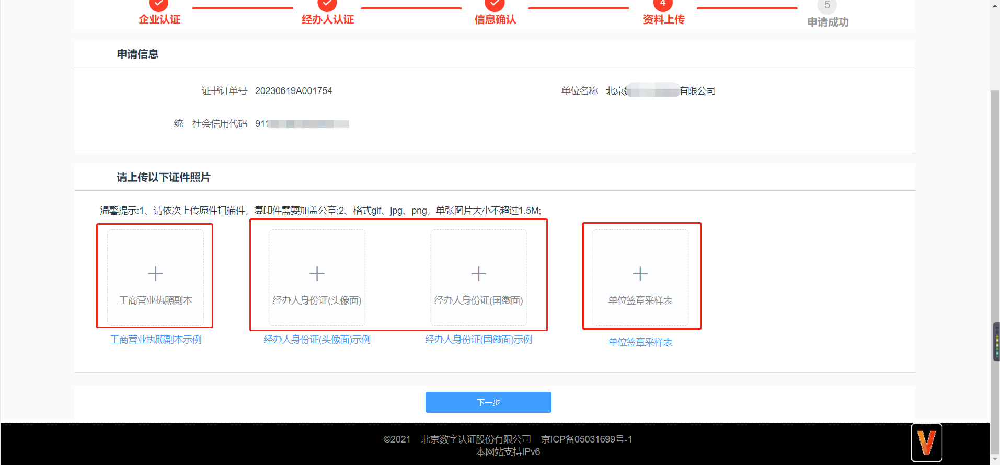 4
5
企业认证
经办人认证
信息确认
资料上传
申请成功
申请信息
证书订单号 20230619A001754
单位名称 北京 有限公司
统一社会信用代码 911
请上传以下证件照片
温馨提示:1、请依次上传原件扫描件，复印件需要加盖公章;2、格式gif、jpg、png，单张图片大小不超过1.5M;
工商营业执照副本
经办人身份证(头像面)
经办人身份证(国徽面)
单位签章采样表
工商营业执照副本示例
经办人身份证(头像面)示例
经办人身份证(国徽面)示例
单位签章采样表
下一步
©2021 北京数字认证股份有限公司 京ICP备05031699号-1
本网站支持IPv6